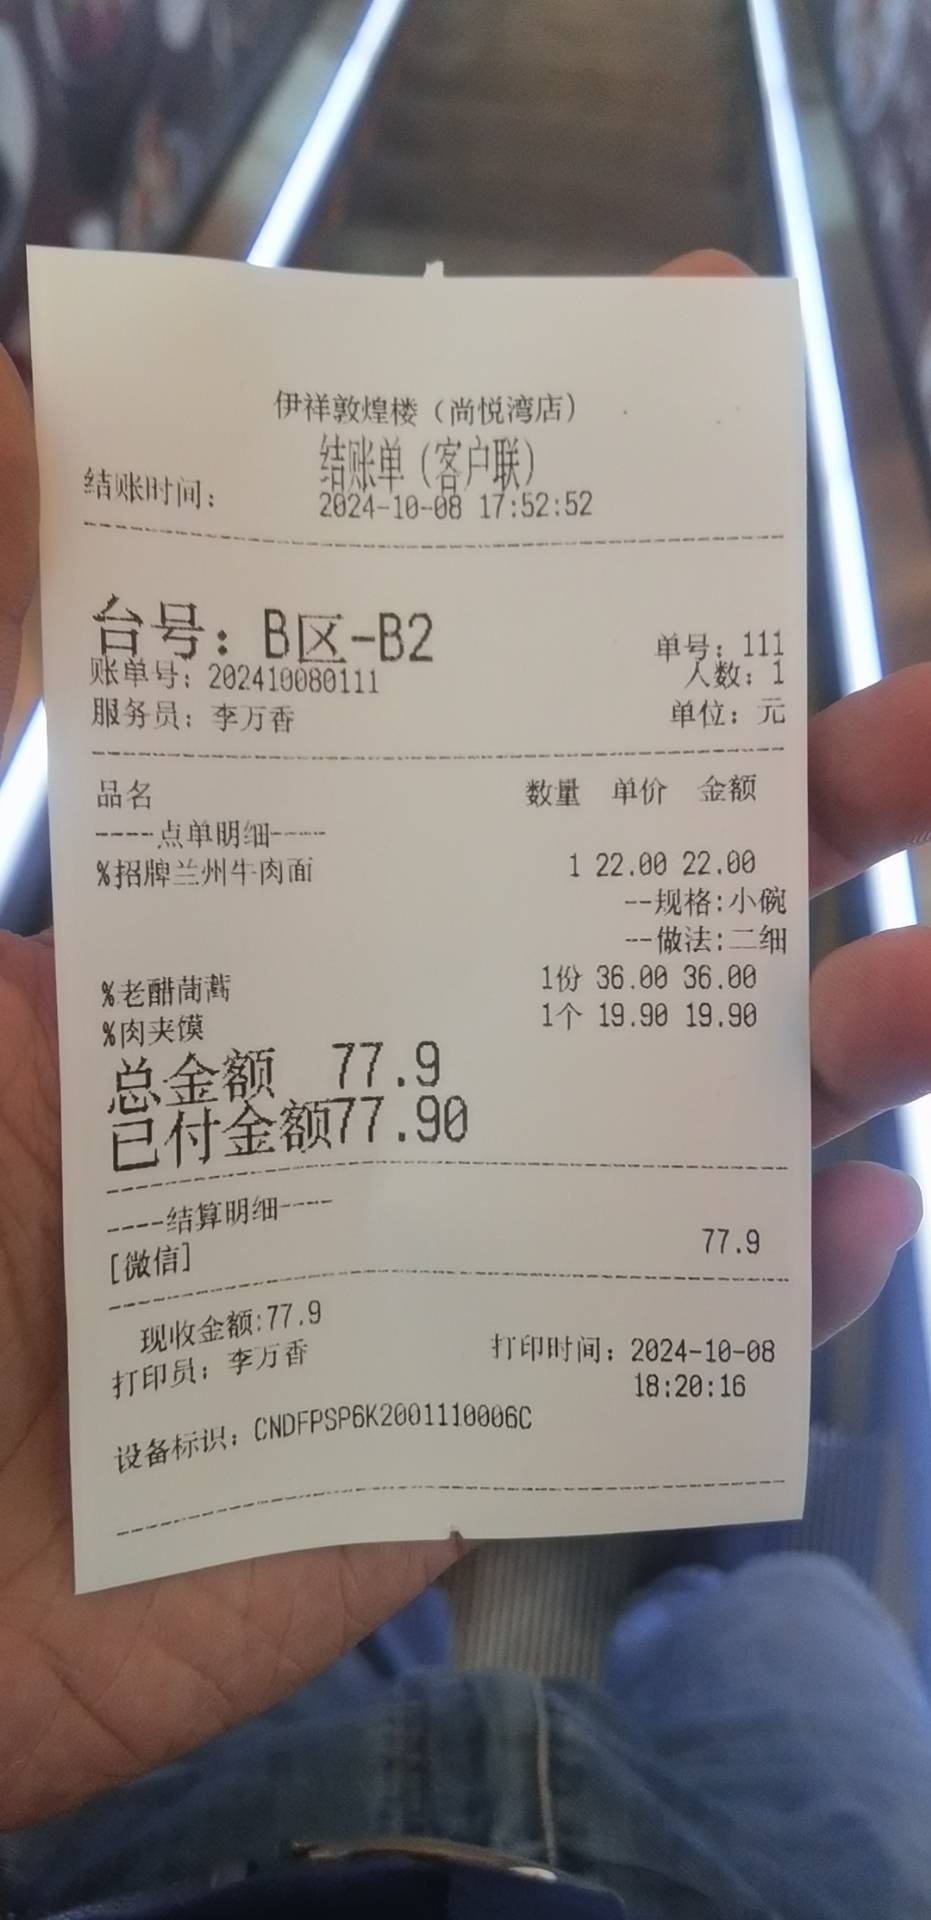 伊祥敦煌楼（尚悦湾店）
结账单（客户联）
结账时间： 2024-10-08 17:52:52
台号：B区-B2 单号：111
账单号：202410080111 人数：1
服务员：李万香 单位：元
品名 数量 单价 金额
----点单明细----
%招牌兰州牛肉面 1 22.00 22.00
--规格:小碗
--做法:二细
%老醋茼蒿 1份 36.00 36.00
%肉夹馍 1个 19.90 19.90
总金额 77.9
已付金额77.90
----结算明细----
[微信] 77.9
现收金额:77.9
打印员：李万香 打印时间：2024-10-08
18:20:16
设备标识：CNDFPSP6K2001110006C